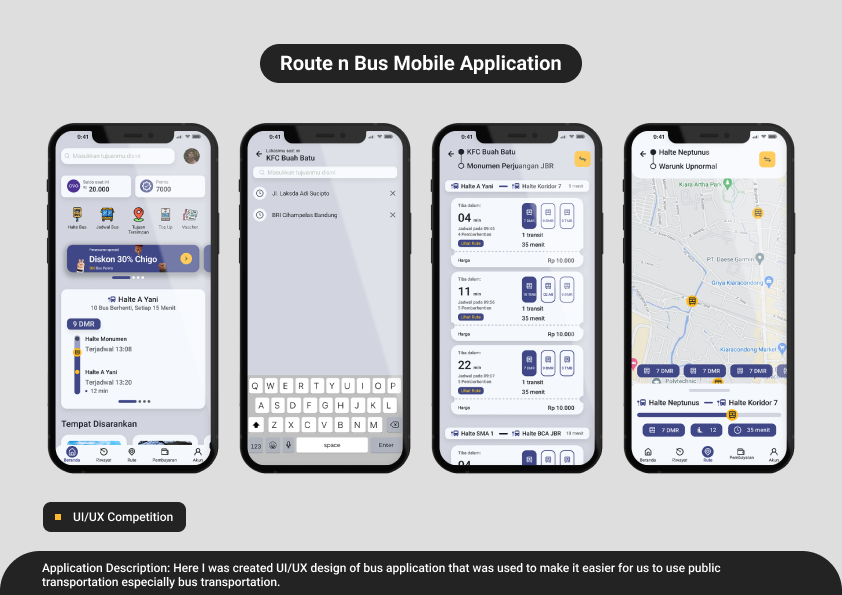 Route n Bus Mobile Application
9:41
Masukkan tujuanmu disini
OVO
Rp 20.000
Poinmu
7000
Halte Bus
Jadwal Bus
Tujuan Tersimpan
Top Up
Voucher
Diskon 30% Chigo
Halte A Yani
10 Bus Berhenti, Setiap 15 Menit
9 DMR
Halte Monumen
Terjadwal 13:08
Halte A Yani
Terjadwal 13:20
12 min
Tempat Disarankan
Beranda
Riwayat
Rute
Pembayaran
Akun
9:41
KFC Buah Batu
Masukkan tujuanmu disini
Jl. Laksda Adi Sucipto
BRI Cihampelas Bandung
Q W E R T Y U I O P
A S D F G H J K L
Z X C V B N M
123
space
Enter
9:41
KFC Buah Batu
Monumen Perjuangan JBR
Halte A Yani
Halte Koridor 7
5 menit
Tiba dalam:
04 min
Lihat Rute
1 transit
35 menit
Harga
Rp 10.000
Tiba dalam:
11 min
Lihat Rute
1 transit
35 menit
Harga
Rp 10.000
Tiba dalam:
22 min
Lihat Rute
1 transit
35 menit
Harga
Rp 10.000
Halte SMA 1
Halte BCA JBR
Tiba dalam:
9:41
Halte Neptunus
Warunk Upnormal
Kiara Artha Park
PT. Daese Garmin
Griya Kiaracondong
Kiaracondong Market
7 DMR
7 DMR
7 DMR
Polytechnic
Halte Neptunus
Halte Koridor 7
7 DMR
12
35 menit
Beranda
Riwayat
Rute
Pembayaran
Akun
UI/UX Competition
Application Description: Here I was created UI/UX design of bus application that was used to make it easier for us to use public
transportation especially bus transportation.